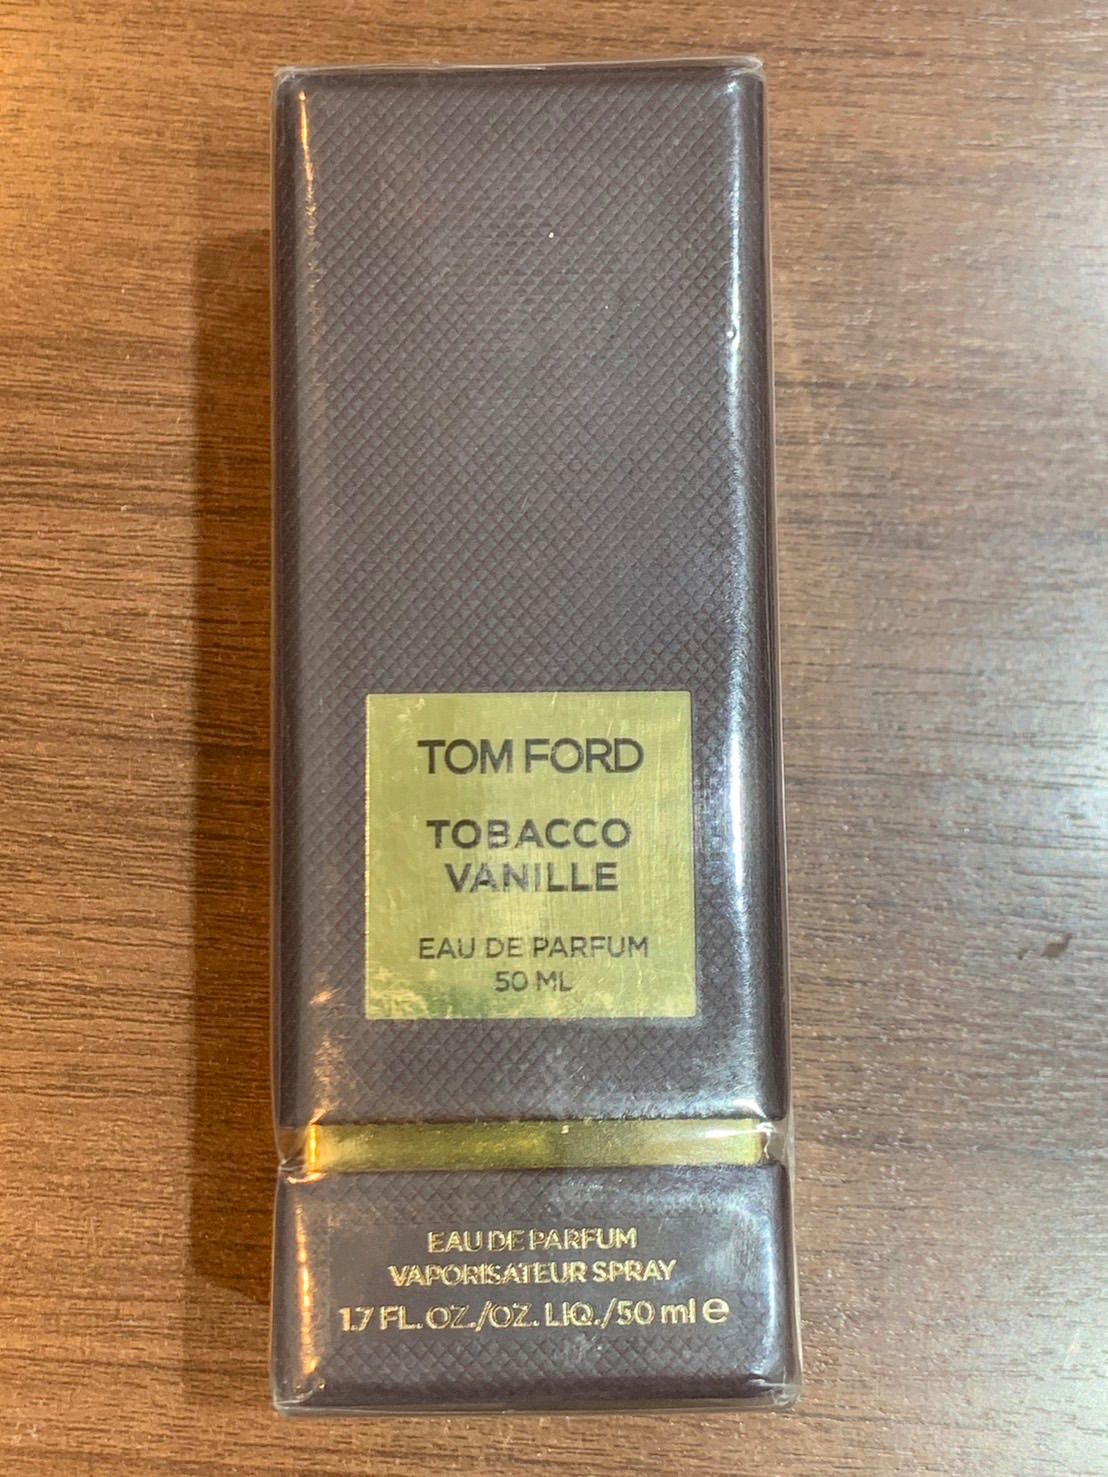 TOM FORD
TOBACCO
VANILLE
EAU DE PARFUM
50 ML
EAU DE PARFUM
VAPORISATEUR SPRAY
1.7 FL. OZ./OZ. LIQ./50 ml ℮